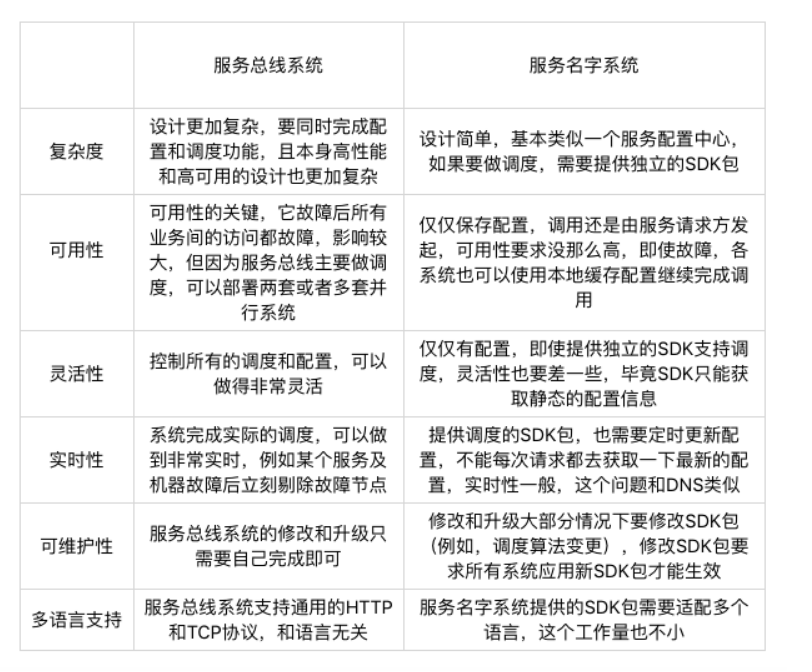 服务总线系统
服务名字系统
复杂度
设计更加复杂，要同时完成配
置和调度功能，且本身高性能
和高可用的设计也更加复杂
设计简单，基本类似一个服务配置中心，
如果要做调度，需要提供独立的SDK包
可用性
可用性的关键，它故障后所有
业务间的访问都故障，影响较
大，但因为服务总线主要做调
度，可以部署两套或者多套并
行系统
仅仅保存配置，调用还是由服务请求方发
起，可用性要求没那么高，即使故障，各
系统也可以使用本地缓存配置继续完成调
用
灵活性
控制所有的调度和配置，可以
做得非常灵活
仅仅有配置，即使提供独立的SDK支持调
度，灵活性也要差一些，毕竟SDK只能获
取静态的配置信息
实时性
系统完成实际的调度，可以做
到非常实时，例如某个服务及
机器故障后立刻剔除故障节点
提供调度的SDK包，也需要定时更新配
置，不能每次请求都去获取一下最新的配
置，实时性一般，这个问题和DNS类似
可维护性
服务总线系统的修改和升级只
需要自己完成即可
修改和升级大部分情况下要修改SDK包
（例如，调度算法变更），修改SDK包要
求所有系统应用新SDK包才能生效
多语言支持
服务总线系统支持通用的HTTP
和TCP协议，和语言无关
服务名字系统提供的SDK包需要适配多个
语言，这个工作量也不小